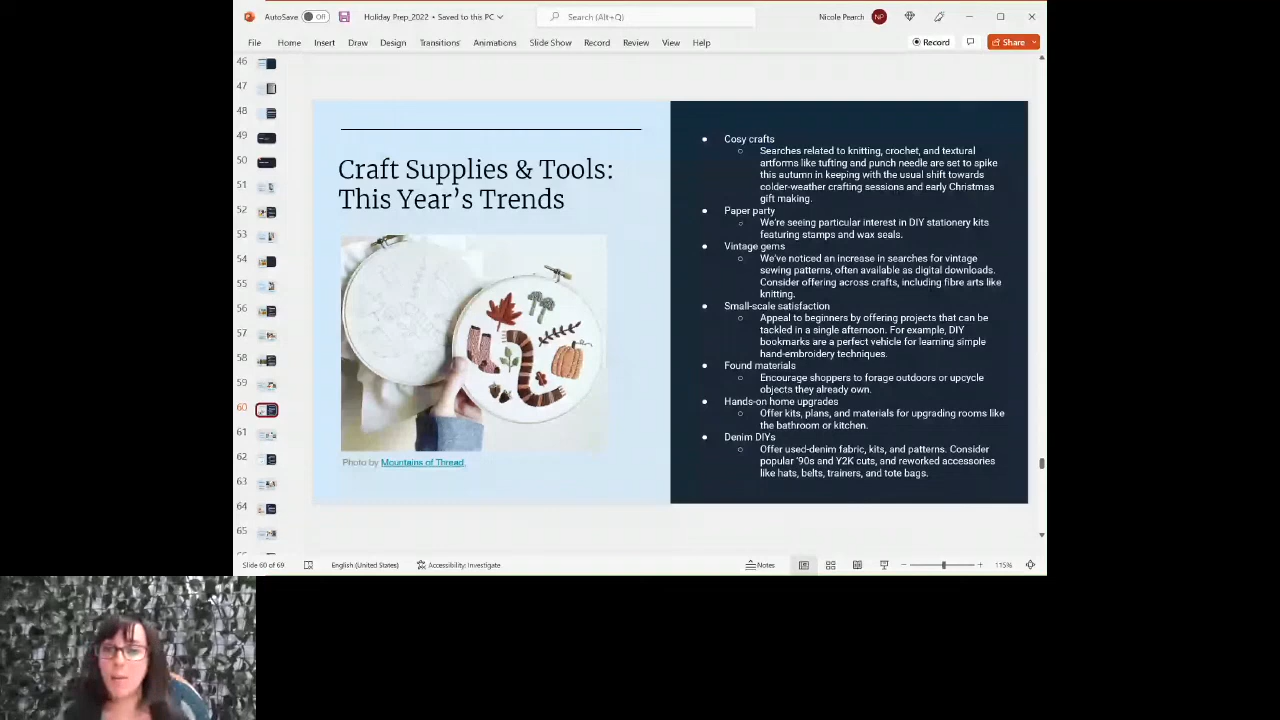 AutoSave Off Holiday Prep_2022 • Saved to this PC Search (Alt+Q) Nicole Pearch NP
File Home Insert Draw Design Transitions Animations Slide Show Record Review View Help Record Share
46
47
48
49
50
51
52
53
54
55
56
57
58
59
60
61
62
63
64
65
Craft Supplies & Tools:
This Year's Trends
Photo by Mountains of Thread
• Cosy crafts
○ Searches related to knitting, crochet, and textural
artforms like tufting and punch needle are set to spike
this autumn in keeping with the usual shift towards
colder-weather crafting sessions and early Christmas
gift making.
• Paper party
○ We're seeing particular interest in DIY stationery kits
featuring stamps and wax seals.
• Vintage gems
○ We've noticed an increase in searches for vintage
sewing patterns, often available as digital downloads.
Consider offering across crafts, including fibre arts like
knitting.
• Small-scale satisfaction
○ Appeal to beginners by offering projects that can be
tackled in a single afternoon. For example, DIY
bookmarks are a perfect vehicle for learning simple
hand-embroidery techniques.
• Found materials
○ Encourage shoppers to forage outdoors or upcycle
objects they already own.
• Hands-on home upgrades
○ Offer kits, plans, and materials for upgrading rooms like
the bathroom or kitchen.
• Denim DIYs
○ Offer used-denim fabric, kits, and patterns. Consider
popular '90s and Y2K cuts, and reworked accessories
like hats, belts, trainers, and tote bags.
Slide 60 of 69 English (United States) Accessibility: Investigate Notes 115%